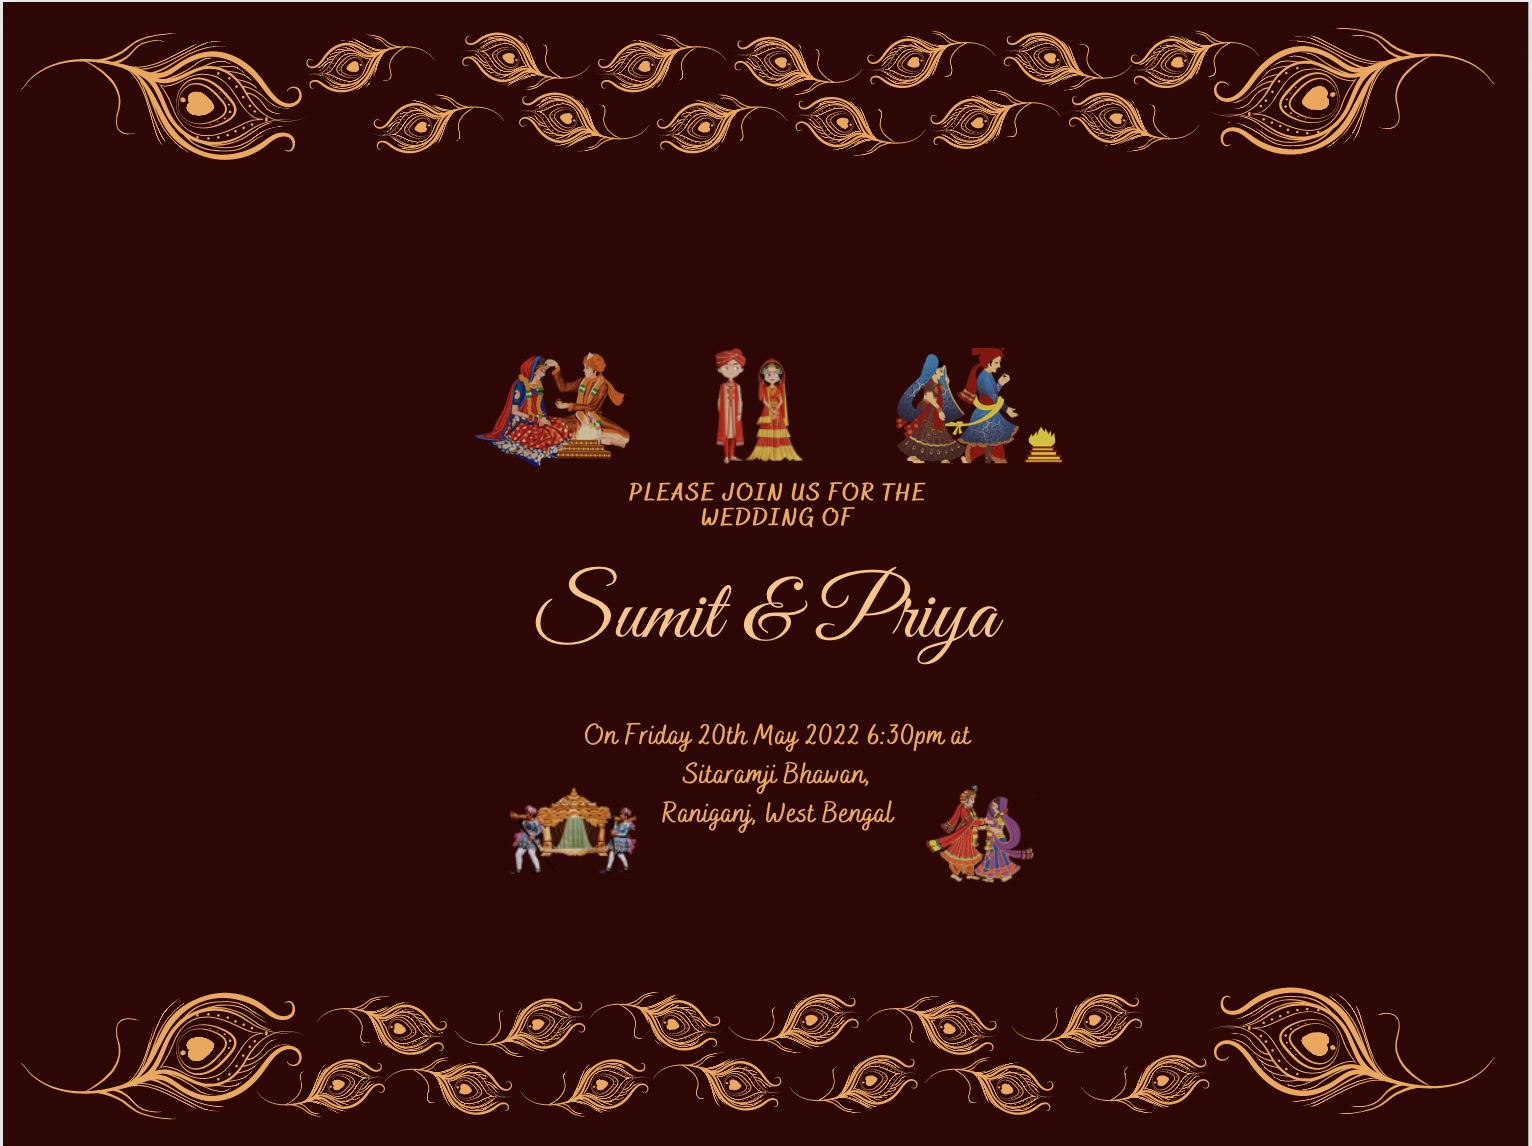 PLEASE JOIN US FOR THE
WEDDING OF
Sumit & Priya
On Friday 20th May 2022 6:30pm at
Sitaramji Bhawan,
Raniganj, West Bengal